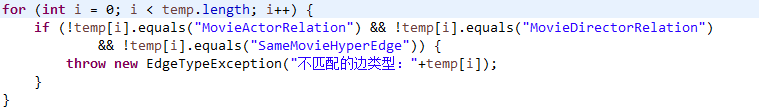 for (int i = 0; i < temp.length; i++) {
if (!temp[i].equals("MovieActorRelation") && !temp[i].equals("MovieDirectorRelation")
&& !temp[i].equals("SameMovieHyperEdge")) {
throw new EdgeTypeException("不匹配的边类型："+temp[i]);
}
}